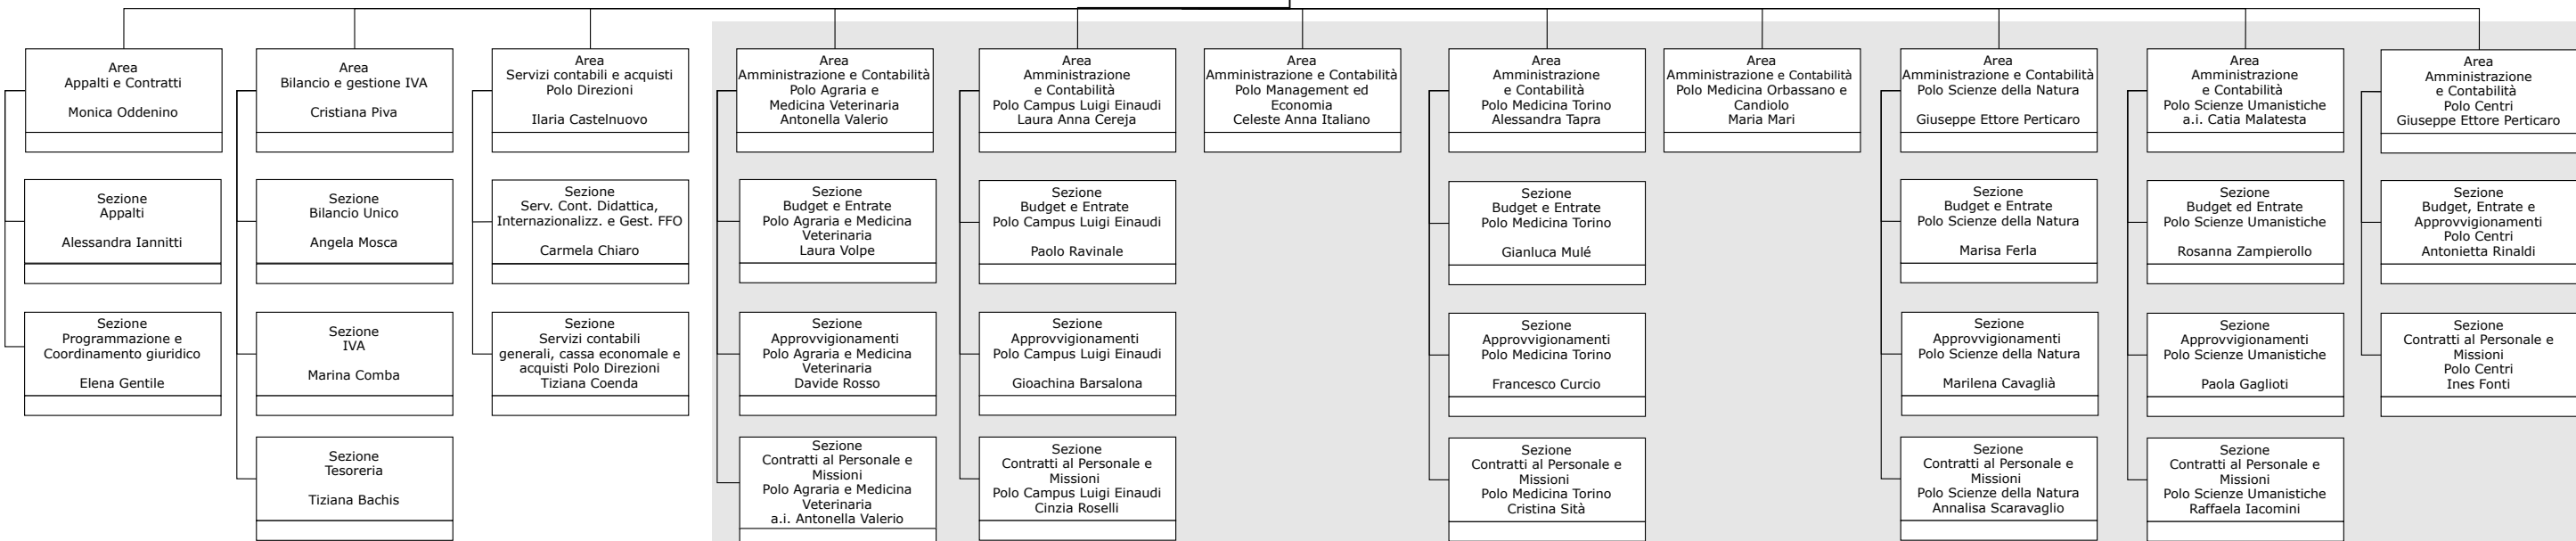 Area
Appalti e Contratti
Monica Oddenino
Sezione
Appalti
Alessandra Iannitti
Sezione
Programmazione e
Coordinamento giuridico
Elena Gentile
Area
Bilancio e gestione IVA
Cristiana Piva
Sezione
Bilancio Unico
Angela Mosca
Sezione
IVA
Marina Comba
Sezione
Tesoreria
Tiziana Bachis
Area
Servizi contabili e acquisti
Polo Direzioni
Ilaria Castelnuovo
Sezione
Serv. Cont. Didattica,
Internazionalizz. e Gest. FFO
Carmela Chiaro
Sezione
Servizi contabili
generali, cassa economale e
acquisti Polo Direzioni
Tiziana Coenda
Area
Amministrazione e Contabilità
Polo Agraria e
Medicina Veterinaria
Antonella Valerio
Sezione
Budget e Entrate
Polo Agraria e Medicina
Veterinaria
Laura Volpe
Sezione
Approvvigionamenti
Polo Agraria e Medicina
Veterinaria
Davide Rosso
Sezione
Contratti al Personale e
Missioni
Polo Agraria e Medicina
Veterinaria
a.i. Antonella Valerio
Area
Amministrazione
e Contabilità
Polo Campus Luigi Einaudi
Laura Anna Cereja
Sezione
Budget e Entrate
Polo Campus Luigi Einaudi
Paolo Ravinale
Sezione
Approvvigionamenti
Polo Campus Luigi Einaudi
Gioachina Barsalona
Sezione
Contratti al Personale e
Missioni
Polo Campus Luigi Einaudi
Cinzia Roselli
Area
Amministrazione e Contabilità
Polo Management ed
Economia
Celeste Anna Italiano
Area
Amministrazione
e Contabilità
Polo Medicina Torino
Alessandra Tapra
Sezione
Budget e Entrate
Polo Medicina Torino
Gianluca Mulé
Sezione
Approvvigionamenti
Polo Medicina Torino
Francesco Curcio
Sezione
Contratti al Personale e
Missioni
Polo Medicina Torino
Cristina Sità
Area
Amministrazione e Contabilità
Polo Medicina Orbassano e
Candiolo
Maria Mari
Area
Amministrazione e Contabilità
Polo Scienze della Natura
Giuseppe Ettore Perticaro
Sezione
Budget e Entrate
Polo Scienze della Natura
Marisa Ferla
Sezione
Approvvigionamenti
Polo Scienze della Natura
Marilena Cavaglià
Sezione
Contratti al Personale e
Missioni
Polo Scienze della Natura
Annalisa Scaravaglio
Area
Amministrazione
e Contabilità
Polo Scienze Umanistiche
a.i. Catia Malatesta
Sezione
Budget ed Entrate
Polo Scienze Umanistiche
Rosanna Zampierollo
Sezione
Approvvigionamenti
Polo Scienze Umanistiche
Paola Gaglioti
Sezione
Contratti al Personale e
Missioni
Polo Scienze Umanistiche
Raffaela Iacomini
Area
Amministrazione
e Contabilità
Polo Centri
Giuseppe Ettore Perticaro
Sezione
Budget, Entrate e
Approvvigionamenti
Polo Centri
Antonietta Rinaldi
Sezione
Contratti al Personale e
Missioni
Polo Centri
Ines Fonti